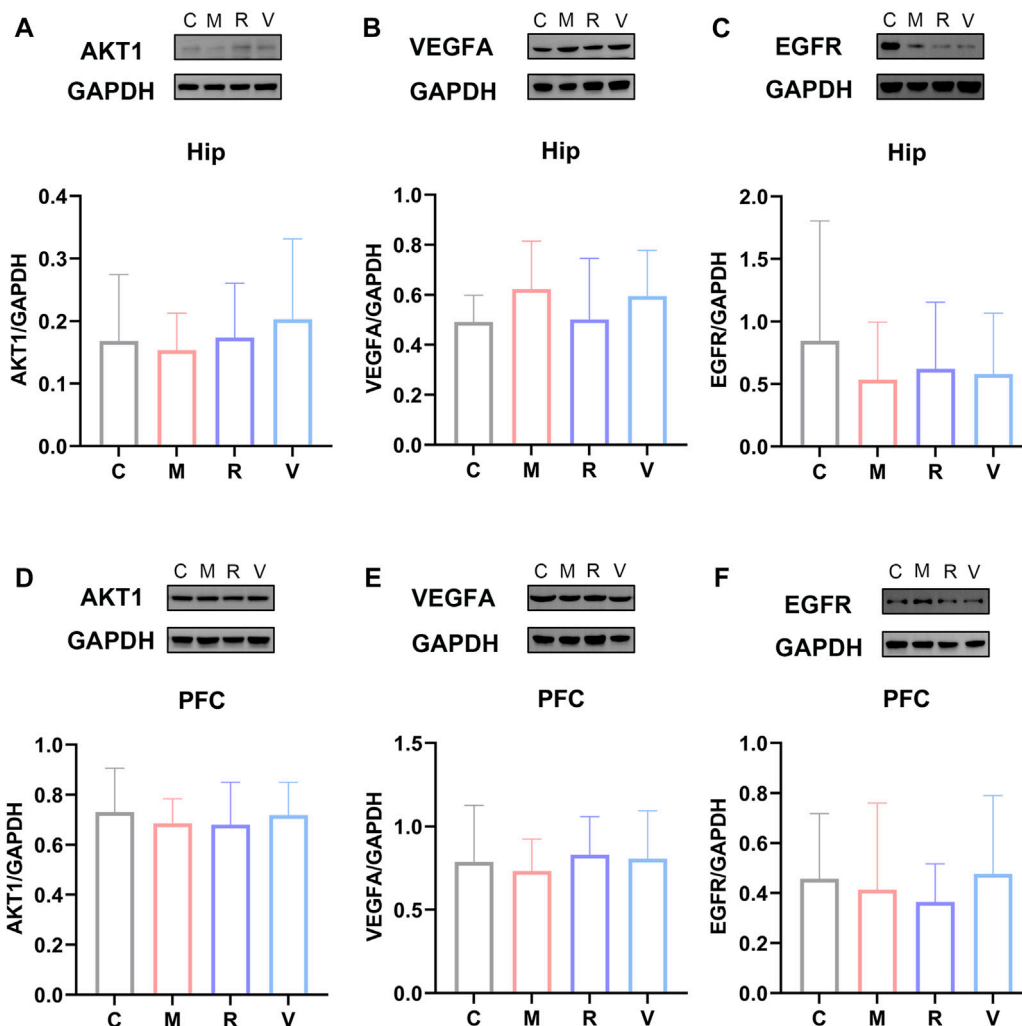 A
C M R V
AKT1
GAPDH
Hip
AKT1/GAPDH
0.4
0.3
0.2
0.1
0.0
C M R V
B
C M R V
VEGFA
GAPDH
Hip
VEGFA/GAPDH
1.0
0.8
0.6
0.4
0.2
0.0
C M R V
C
C M R V
EGFR
GAPDH
Hip
EGFR/GAPDH
2.0
1.5
1.0
0.5
0.0
C M R V
D
C M R V
AKT1
GAPDH
PFC
AKT1/GAPDH
1.0
0.8
0.6
0.4
0.2
0.0
C M R V
E
C M R V
VEGFA
GAPDH
PFC
VEGFA/GAPDH
1.5
1.0
0.5
0.0
C M R V
F
C M R V
EGFR
GAPDH
PFC
EGFR/GAPDH
1.0
0.8
0.6
0.4
0.2
0.0
C M R V